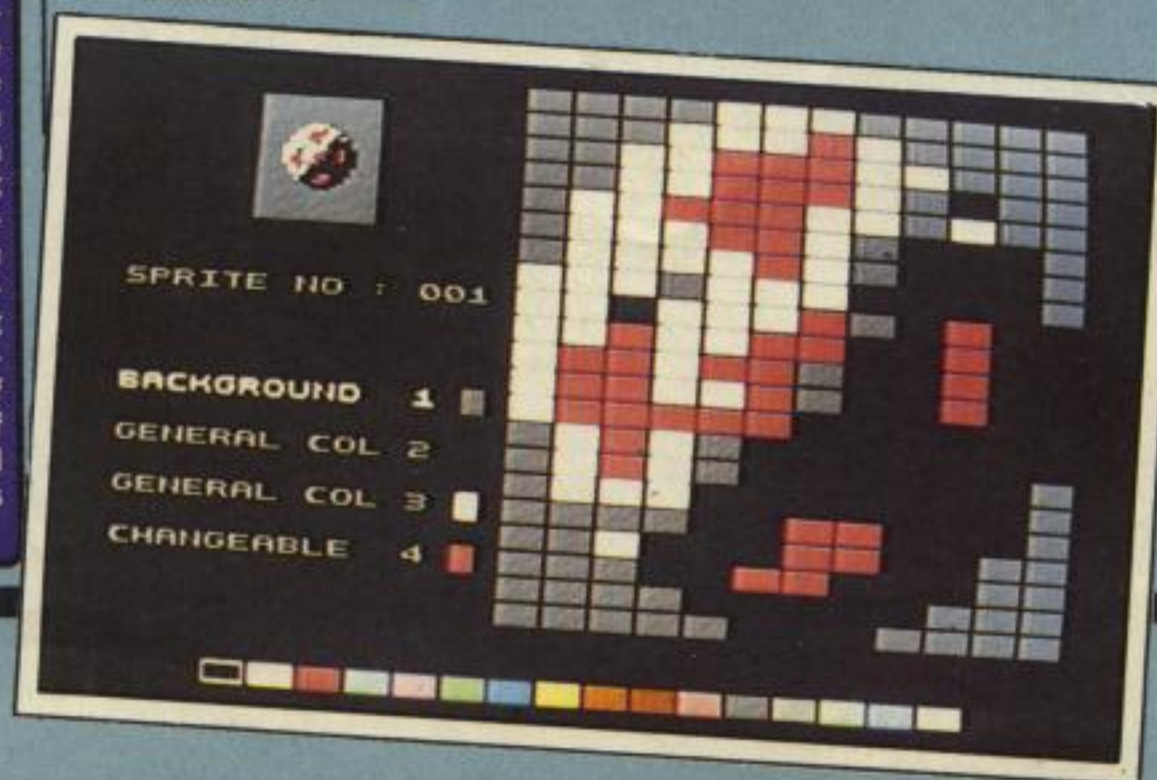 SPRITE NO : 001
BACKGROUND 1
GENERAL COL 2
GENERAL COL 3
CHANGEABLE 4